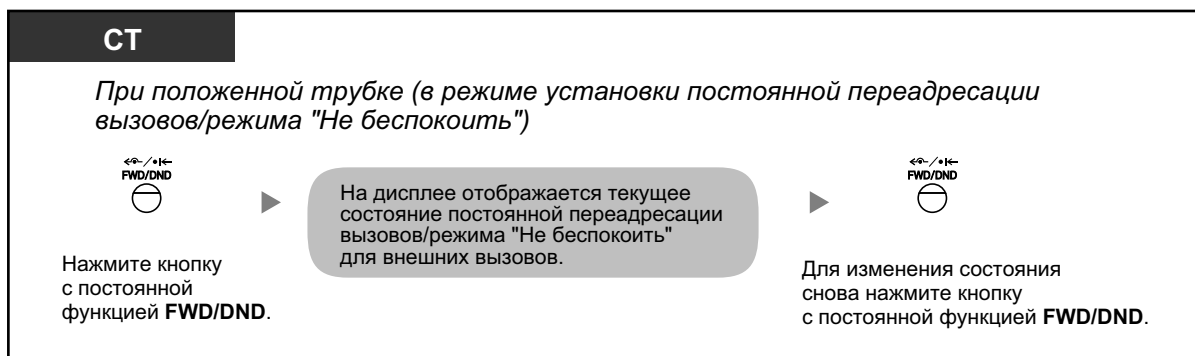 СТ
При положенной трубке (в режиме установки постоянной переадресации
вызовов/режима "Не беспокоить")
FWD/DND
На дисплее отображается текущее
состояние постоянной переадресации
вызовов/режима "Не беспокоить"
для внешних вызовов.
FWD/DND
Нажмите кнопку
с постоянной
функцией FWD/DND.
Для изменения состояния
снова нажмите кнопку
с постоянной функцией FWD/DND.